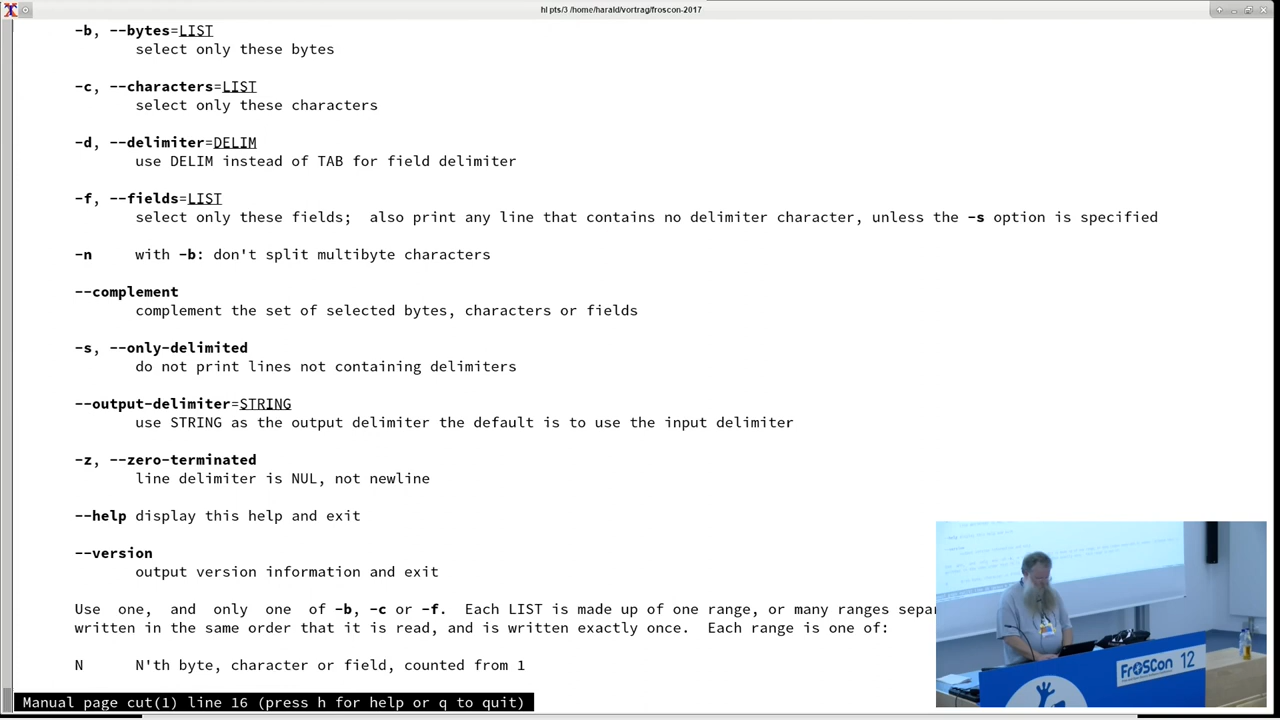 hl pts/3 /home/harald/vortrag/froscon-2017
-b, --bytes=LIST
select only these bytes
-c, --characters=LIST
select only these characters
-d, --delimiter=DELIM
use DELIM instead of TAB for field delimiter
-f, --fields=LIST
select only these fields;  also print any line that contains no delimiter character, unless the -s option is specified
-n     with -b: don't split multibyte characters
--complement
complement the set of selected bytes, characters or fields
-s, --only-delimited
do not print lines not containing delimiters
--output-delimiter=STRING
use STRING as the output delimiter the default is to use the input delimiter
-z, --zero-terminated
line delimiter is NUL, not newline
--help display this help and exit
--version
output version information and exit
Use  one,  and  only  one  of  -b, -c or  -f.  Each LIST is made up of one range, or many ranges
written in the same order that it is read, and is written exactly once.  Each range is one of:
N      N'th byte, character or field, counted from 1
Manual page cut(1) line 16 (press h for help or q to quit)
FrOSCon 12